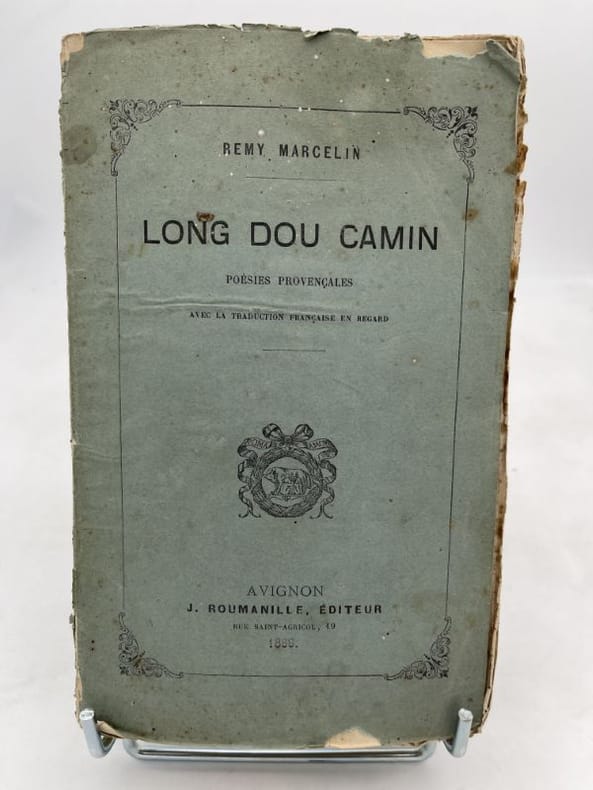 REMY MARCELIN
LONG DOU CAMIN
POÉSIES PROVENÇALES
AVEC LA TRADUCTION FRANÇAISE EN REGARD
AVIGNON
J. ROUMANILLE, ÉDITEUR
RUE SAINT-AGRICOL, 19